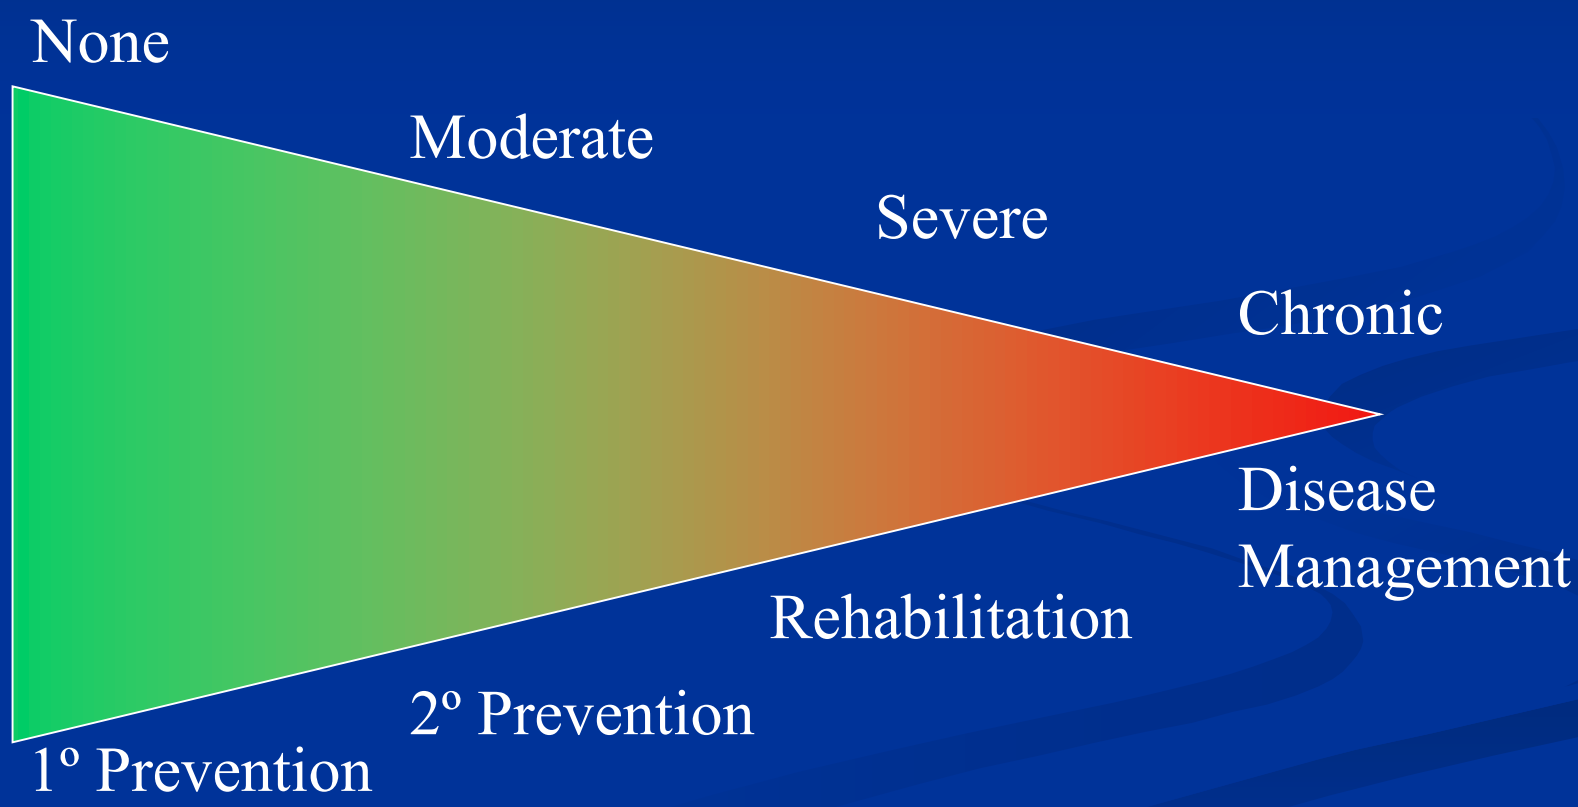 None
Moderate
Severe
Chronic
Disease
Management
Rehabilitation
2º Prevention
1º Prevention